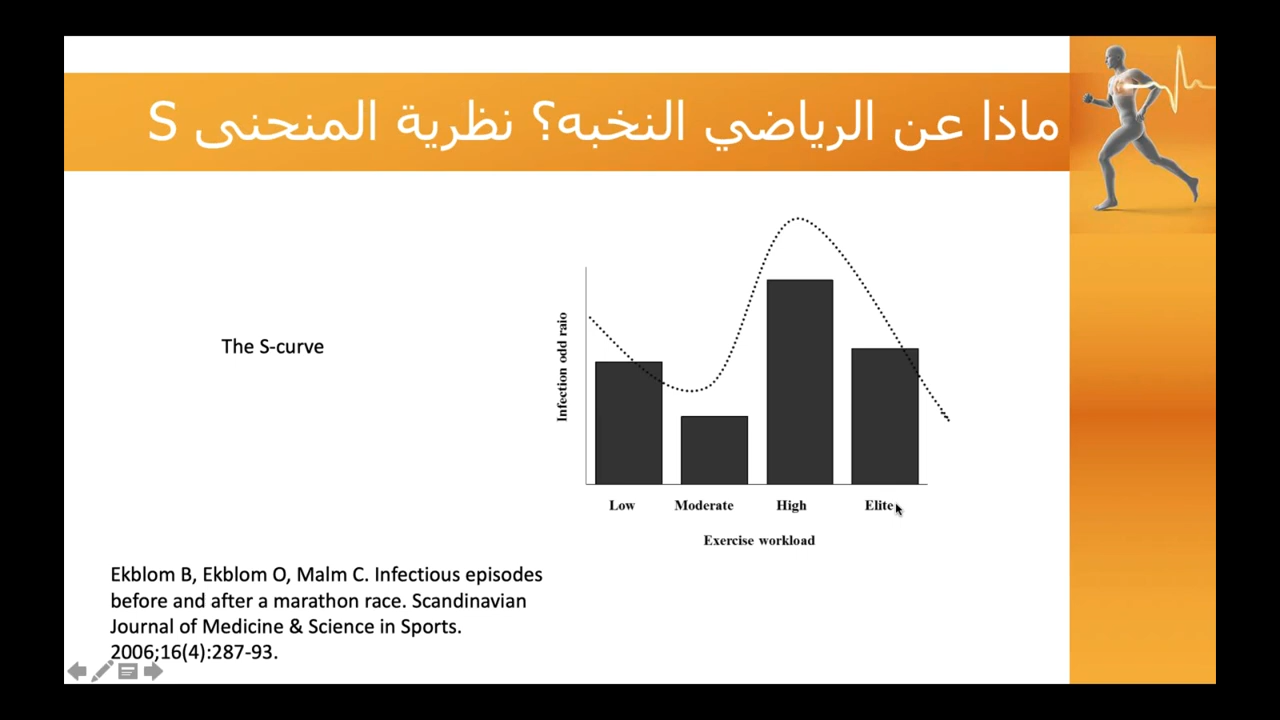 ماذا عن الرياضي النخبه؟ نظرية المنحنى S
The S-curve
Infection odd raio
Low Moderate High Elite
Exercise workload
Ekblom B, Ekblom O, Malm C. Infectious episodes
before and after a marathon race. Scandinavian
Journal of Medicine & Science in Sports.
2006;16(4):287-93.